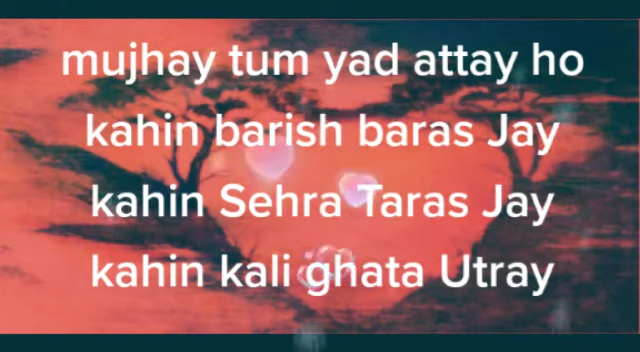 mujhay tum yad attay ho
kahin barish baras Jay
kahin Sehra Taras Jay
kahin kali ghata Utray